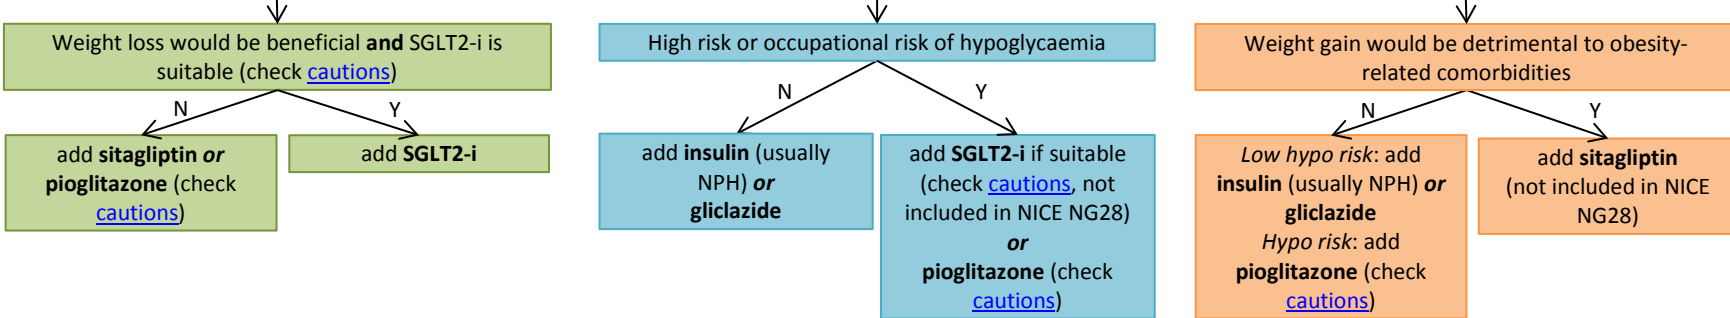 Weight loss would be beneficial and SGLT2-i is
suitable (check cautions)
N
Y
add sitagliptin or
pioglitazone (check
cautions)
add SGLT2-i
High risk or occupational risk of hypoglycaemia
N
Y
add insulin (usually
NPH) or
gliclazide
add SGLT2-i if suitable
(check cautions, not
included in NICE NG28)
or
pioglitazone (check
cautions)
Weight gain would be detrimental to obesity-
related comorbidities
N
Y
Low hypo risk: add
insulin (usually NPH) or
gliclazide
Hypo risk: add
pioglitazone (check
cautions)
add sitagliptin
(not included in NICE
NG28)